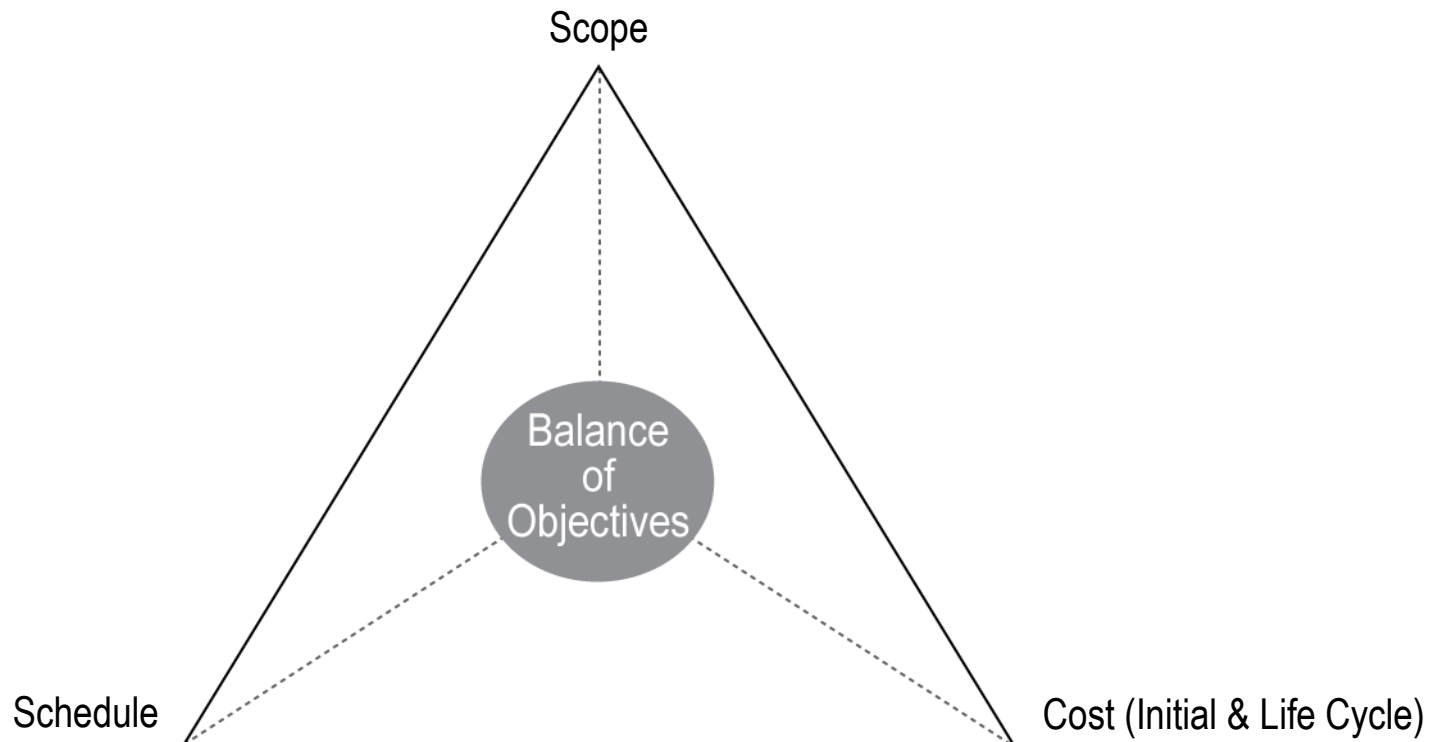 Scope
Balance
of
Objectives
Schedule
Cost (Initial & Life Cycle)